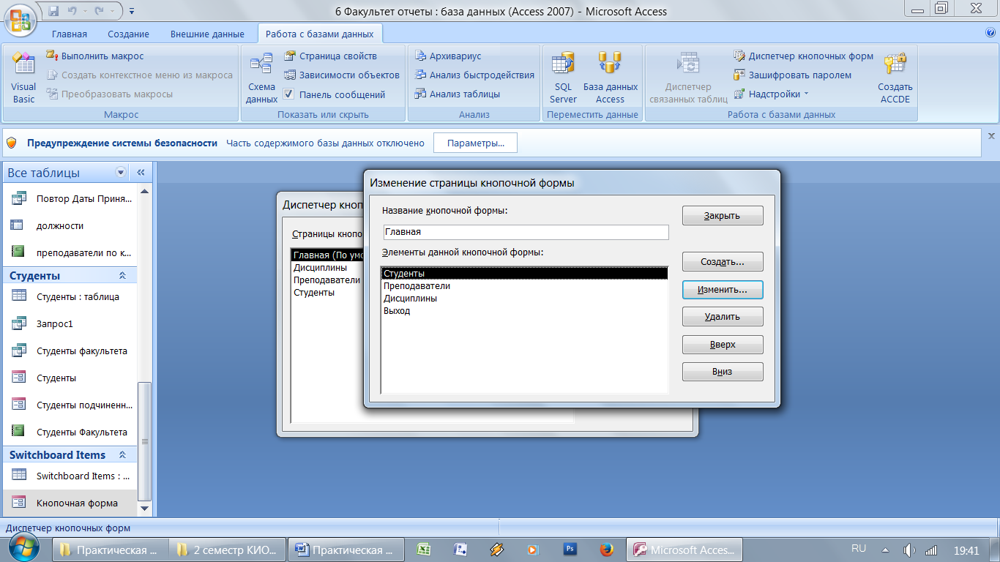 6 Факультет отчеты : база данных (Access 2007) - Microsoft Access
Главная Создание Внешние данные Работа с базами данных
Visual Basic
Выполнить макрос
Создать контекстное меню из макроса
Преобразовать макросы
Макрос
Схема данных
Страница свойств
Зависимости объектов
Панель сообщений
Показать или скрыть
Архивариус
Анализ быстродействия
Анализ таблицы
Анализ
SQL Server
База данных Access
Переместить данные
Диспетчер связанных таблиц
Диспетчер кнопочных форм
Зашифровать паролем
Надстройки
Создать ACCDE
Работа с базами данных
Предупреждение системы безопасности Часть содержимого базы данных отключено Параметры...
Все таблицы
Повтор Даты Приня...
должности
преподаватели по к...
Студенты
Студенты : таблица
Запрос1
Студенты факультета
Студенты
Студенты подчиненн...
Студенты Факультета
Switchboard Items
Switchboard Items : ...
Кнопочная форма
Диспетчер кноп
Страницы кнопо
Главная (По умо
Дисциплины
Преподаватели
Студенты
Изменение страницы кнопочной формы
Название кнопочной формы:
Главная
Элементы данной кнопочной формы:
Студенты
Преподаватели
Дисциплины
Выход
Закрыть
Создать...
Изменить...
Удалить
Вверх
Вниз
Диспетчер кнопочных форм
Практическая ... 2 семестр КИО... Практическая ... Ps Microsoft Acces... RU 19:41